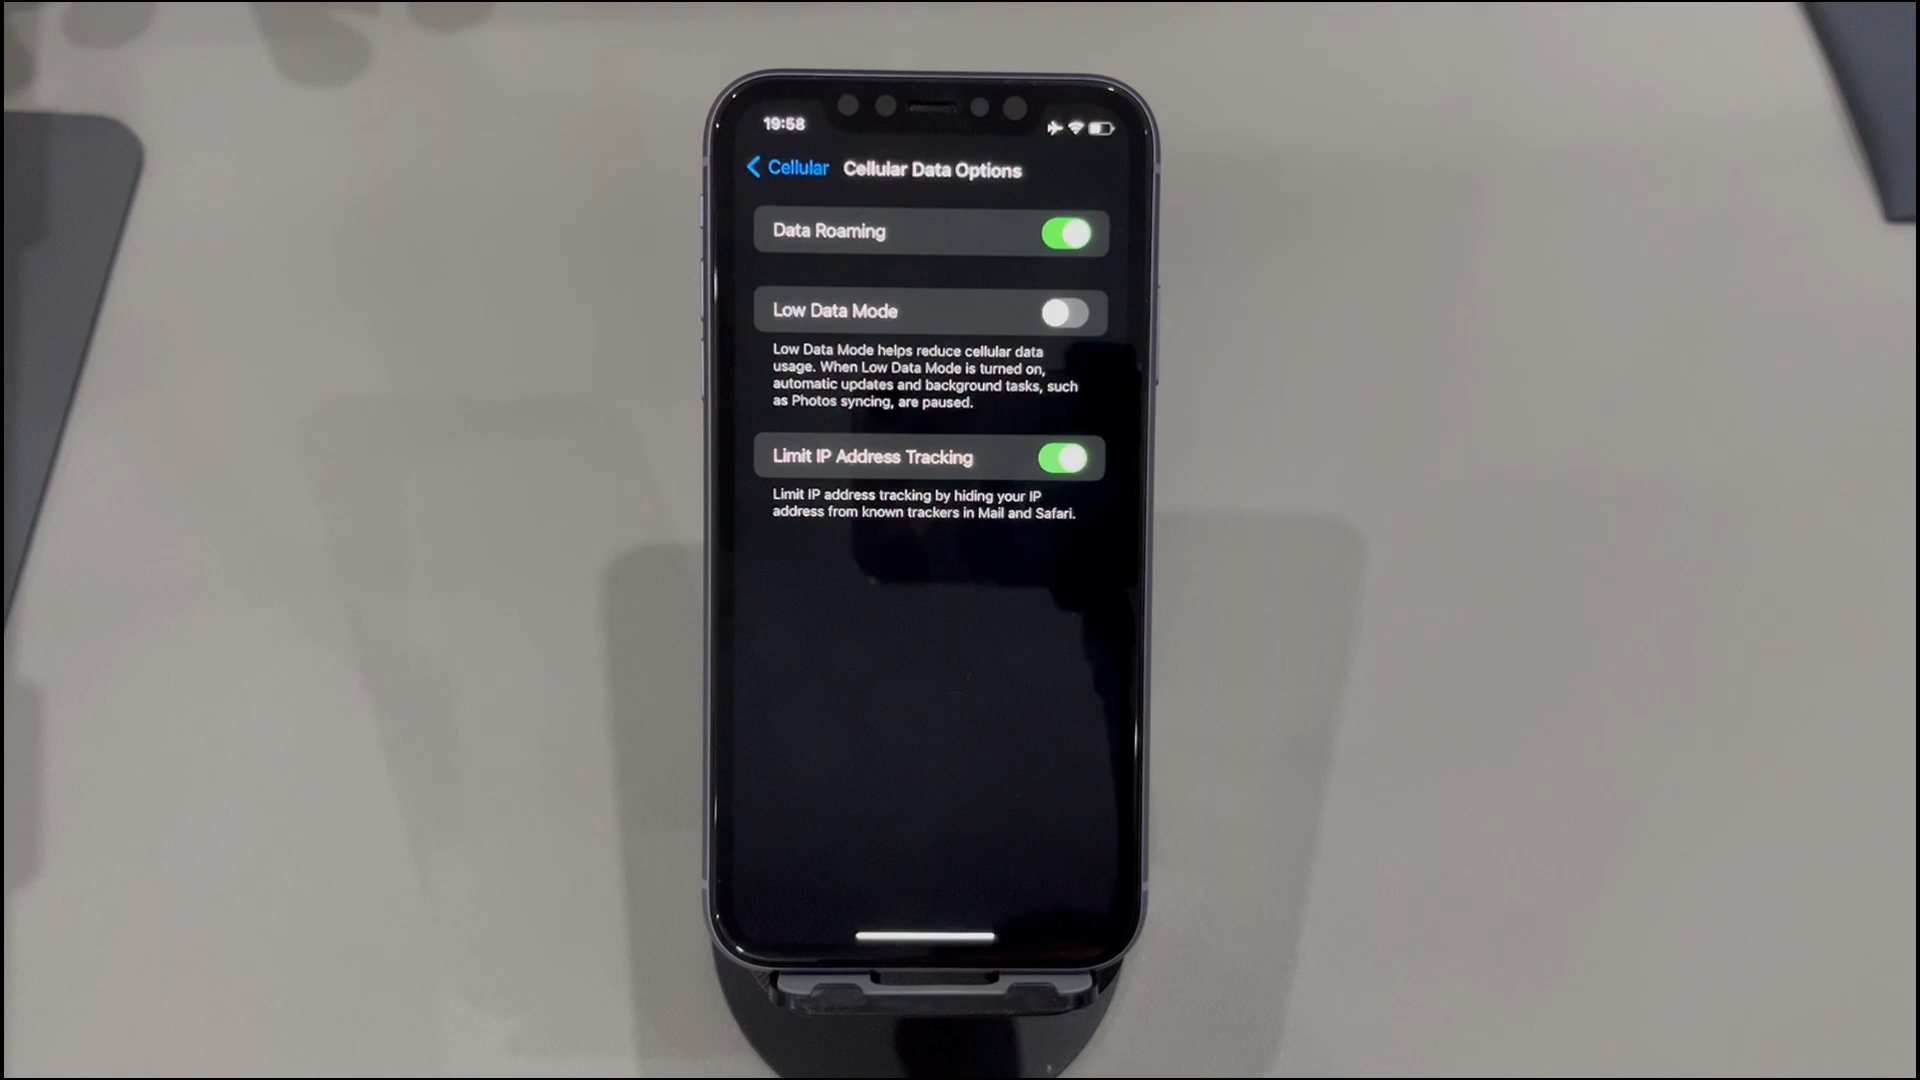 19:58
Cellular Cellular Data Options
Data Roaming
Low Data Mode
Low Data Mode helps reduce cellular data
usage. When Low Data Mode is turned on,
automatic updates and background tasks, such
as Photos syncing, are paused.
Limit IP Address Tracking
Limit IP address tracking by hiding your IP
address from known trackers in Mail and Safari.